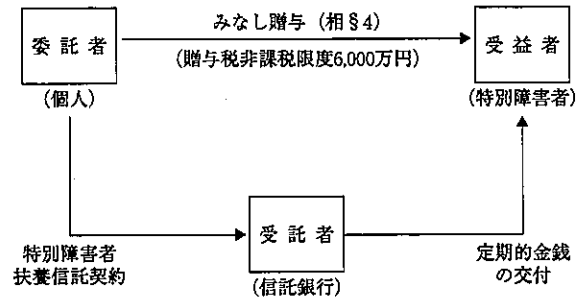 みなし贈与(相§4)
委託者
受益者
(贈与税非課税限度6,000万円)
(個人)
(特別障害者)
受託者
特別障害者
扶養信託契約
(信託銀行)
定期的金銭
の交付